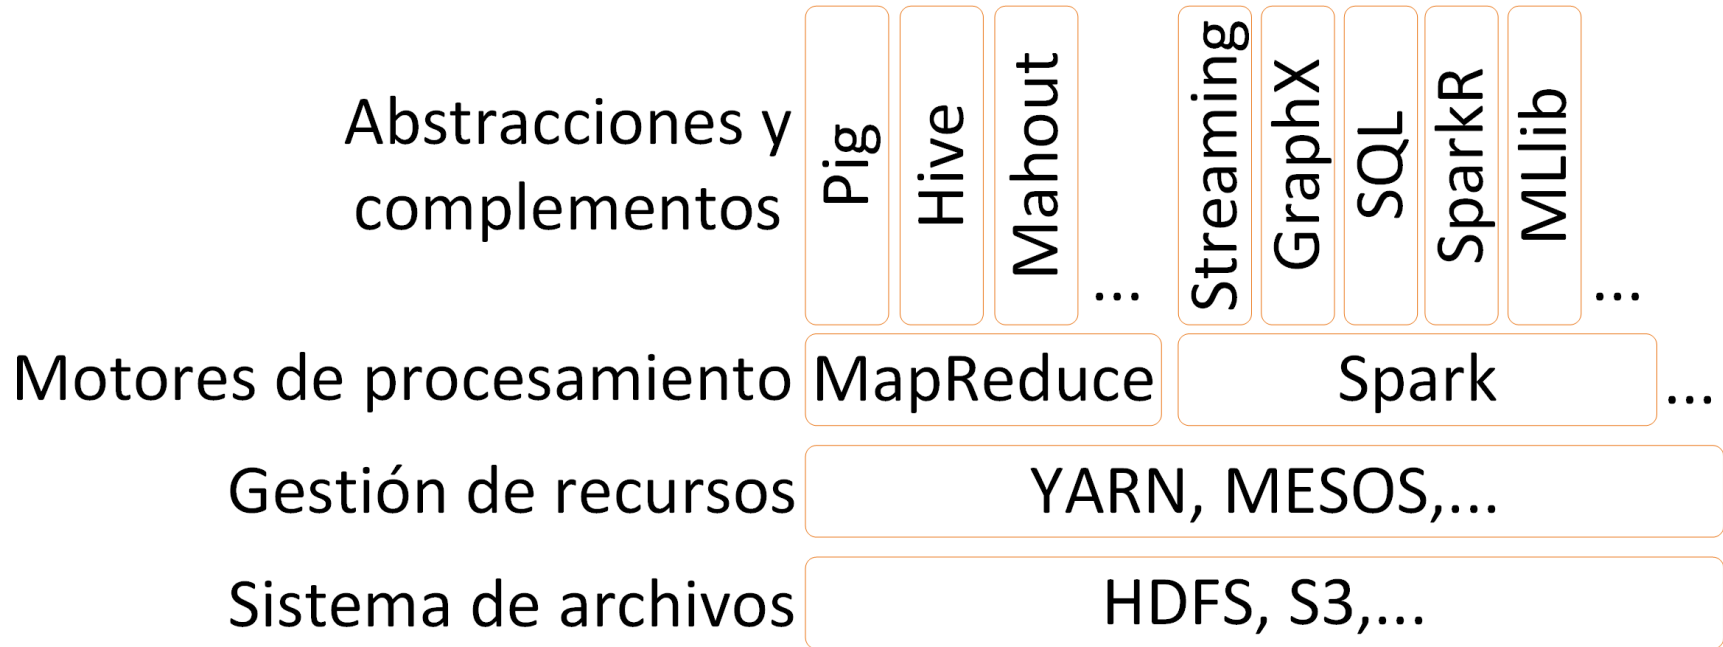 Abstracciones y
complementos
Pig
Hive
Mahout
...
Streaming
GraphX
SQL
SparkR
MLlib
...
Motores de procesamiento
MapReduce
Spark
...
Gestión de recursos
YARN, MESOS,...
Sistema de archivos
HDFS, S3,...